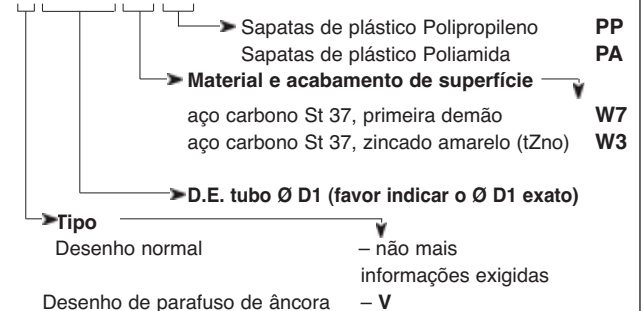 Sapatas de plástico Polipropileno PP
Sapatas de plástico Poliamida PA
Material e acabamento de superfície
aço carbono St 37, primeira demão W7
aço carbono St 37, zincado amarelo (tZno) W3
D.E. tubo Ø D1 (favor indicar o Ø D1 exato)
Tipo
Desenho normal – não mais
informações exigidas
Desenho de parafuso de âncora – V